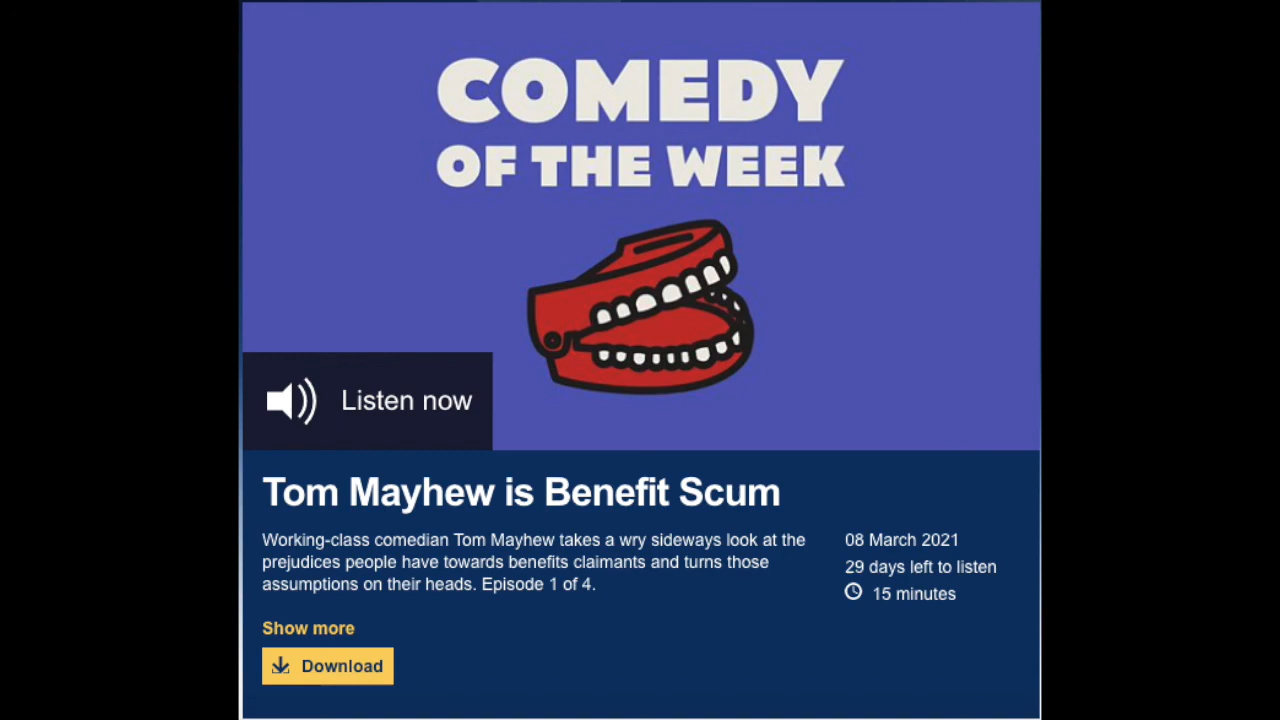 COMEDY
OF THE WEEK
Listen now
Tom Mayhew is Benefit Scum
Working-class comedian Tom Mayhew takes a wry sideways look at the
prejudices people have towards benefits claimants and turns those
assumptions on their heads. Episode 1 of 4.
08 March 2021
29 days left to listen
15 minutes
Show more
Download